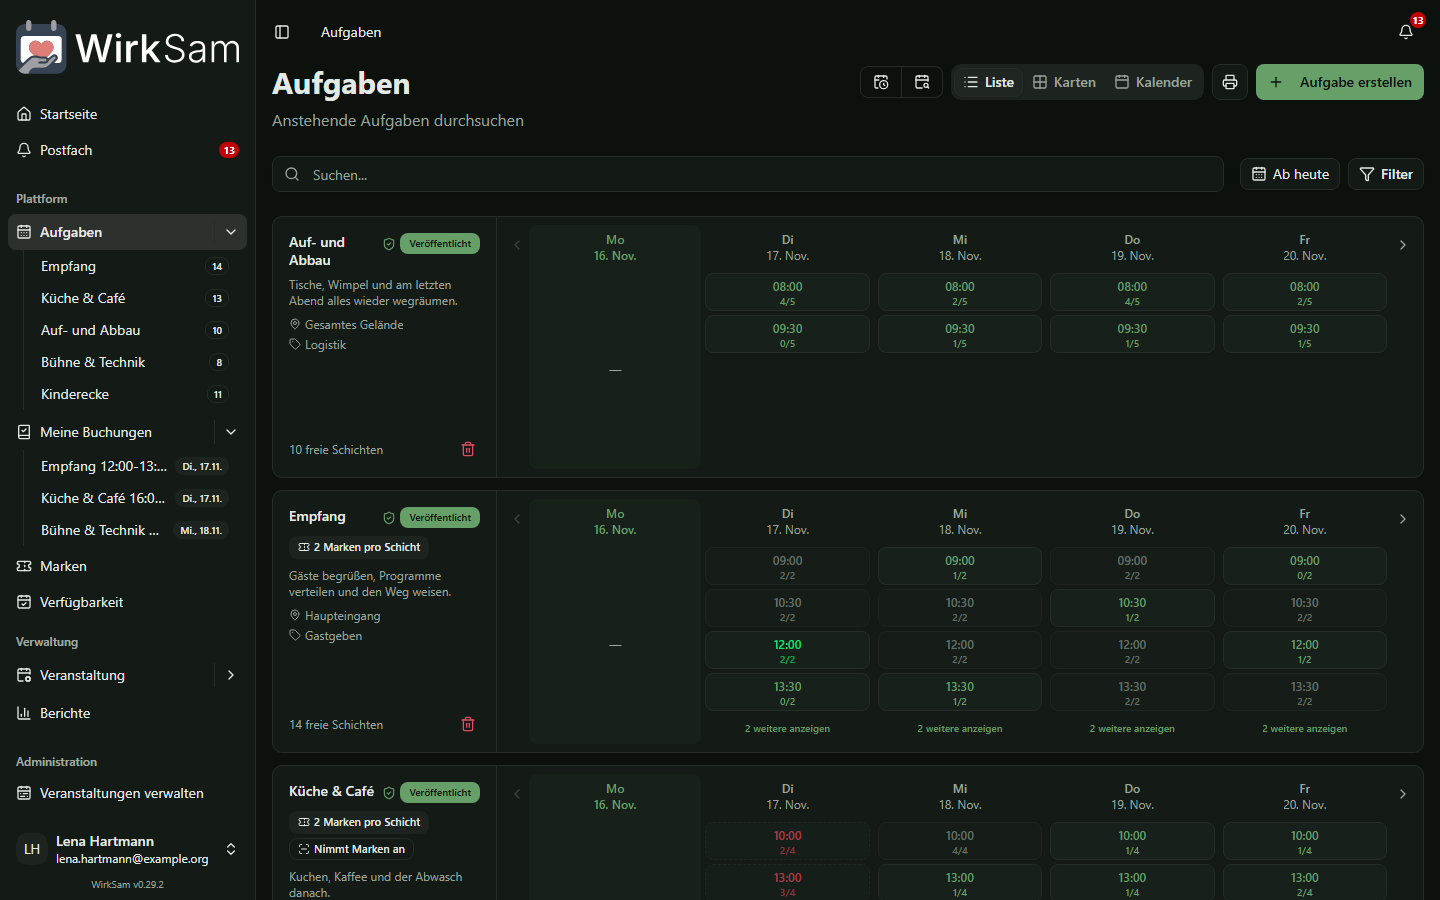 WirkSam
Startseite
Postfach
13
Plattform
Aufgaben
Empfang
14
Küche & Café
13
Auf- und Abbau
10
Bühne & Technik
8
Kinderecke
11
Meine Buchungen
Empfang 12:00-13:...
Di., 17.11.
Küche & Café 16:0...
Di., 17.11.
Bühne & Technik ...
Mi., 18.11.
Marken
Verfügbarkeit
Verwaltung
Veranstaltung
Berichte
Administration
Veranstaltungen verwalten
LH
Lena Hartmann
lena.hartmann@example.org
WirkSam v0.29.2
Aufgaben
13
Aufgaben
Anstehende Aufgaben durchsuchen
Liste
Karten
Kalender
Aufgabe erstellen
Suchen...
Ab heute
Filter
Auf- und Abbau
Veröffentlicht
Tische, Wimpel und am letzten
Abend alles wieder wegräumen.
Gesamtes Gelände
Logistik
10 freie Schichten
Mo
16. Nov.
—
Di
17. Nov.
08:00
4/5
09:30
0/5
Mi
18. Nov.
08:00
2/5
09:30
1/5
Do
19. Nov.
08:00
4/5
09:30
1/5
Fr
20. Nov.
08:00
2/5
09:30
1/5
Empfang
Veröffentlicht
2 Marken pro Schicht
Gäste begrüßen, Programme
verteilen und den Weg weisen.
Haupteingang
Gastgeben
14 freie Schichten
Mo
16. Nov.
—
Di
17. Nov.
09:00
2/2
10:30
2/2
12:00
2/2
13:30
0/2
2 weitere anzeigen
Mi
18. Nov.
09:00
1/2
10:30
2/2
12:00
2/2
13:30
1/2
2 weitere anzeigen
Do
19. Nov.
09:00
2/2
10:30
1/2
12:00
2/2
13:30
2/2
2 weitere anzeigen
Fr
20. Nov.
09:00
0/2
10:30
2/2
12:00
1/2
13:30
2/2
2 weitere anzeigen
Küche & Café
Veröffentlicht
2 Marken pro Schicht
Nimmt Marken an
Kuchen, Kaffee und der Abwasch
danach.
Mo
16. Nov.
Di
17. Nov.
10:00
2/4
13:00
3/4
Mi
18. Nov.
10:00
4/4
13:00
1/4
Do
19. Nov.
10:00
1/4
13:00
1/4
Fr
20. Nov.
10:00
1/4
13:00
2/4